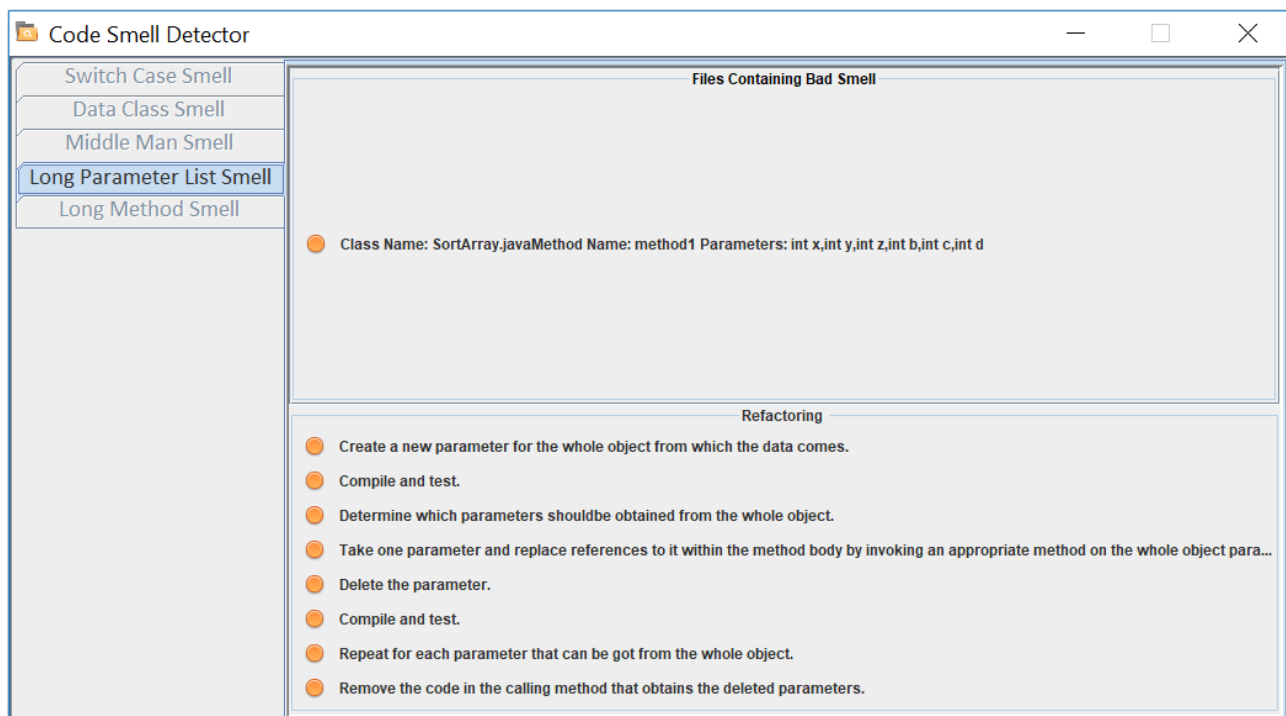 Code Smell Detector
Switch Case Smell
Data Class Smell
Middle Man Smell
Long Parameter List Smell
Long Method Smell
Files Containing Bad Smell
Class Name: SortArray.javaMethod Name: method1 Parameters: int x,int y,int z,int b,int c,int d
Refactoring
Create a new parameter for the whole object from which the data comes.
Compile and test.
Determine which parameters shouldbe obtained from the whole object.
Take one parameter and replace references to it within the method body by invoking an appropriate method on the whole object para...
Delete the parameter.
Compile and test.
Repeat for each parameter that can be got from the whole object.
Remove the code in the calling method that obtains the deleted parameters.